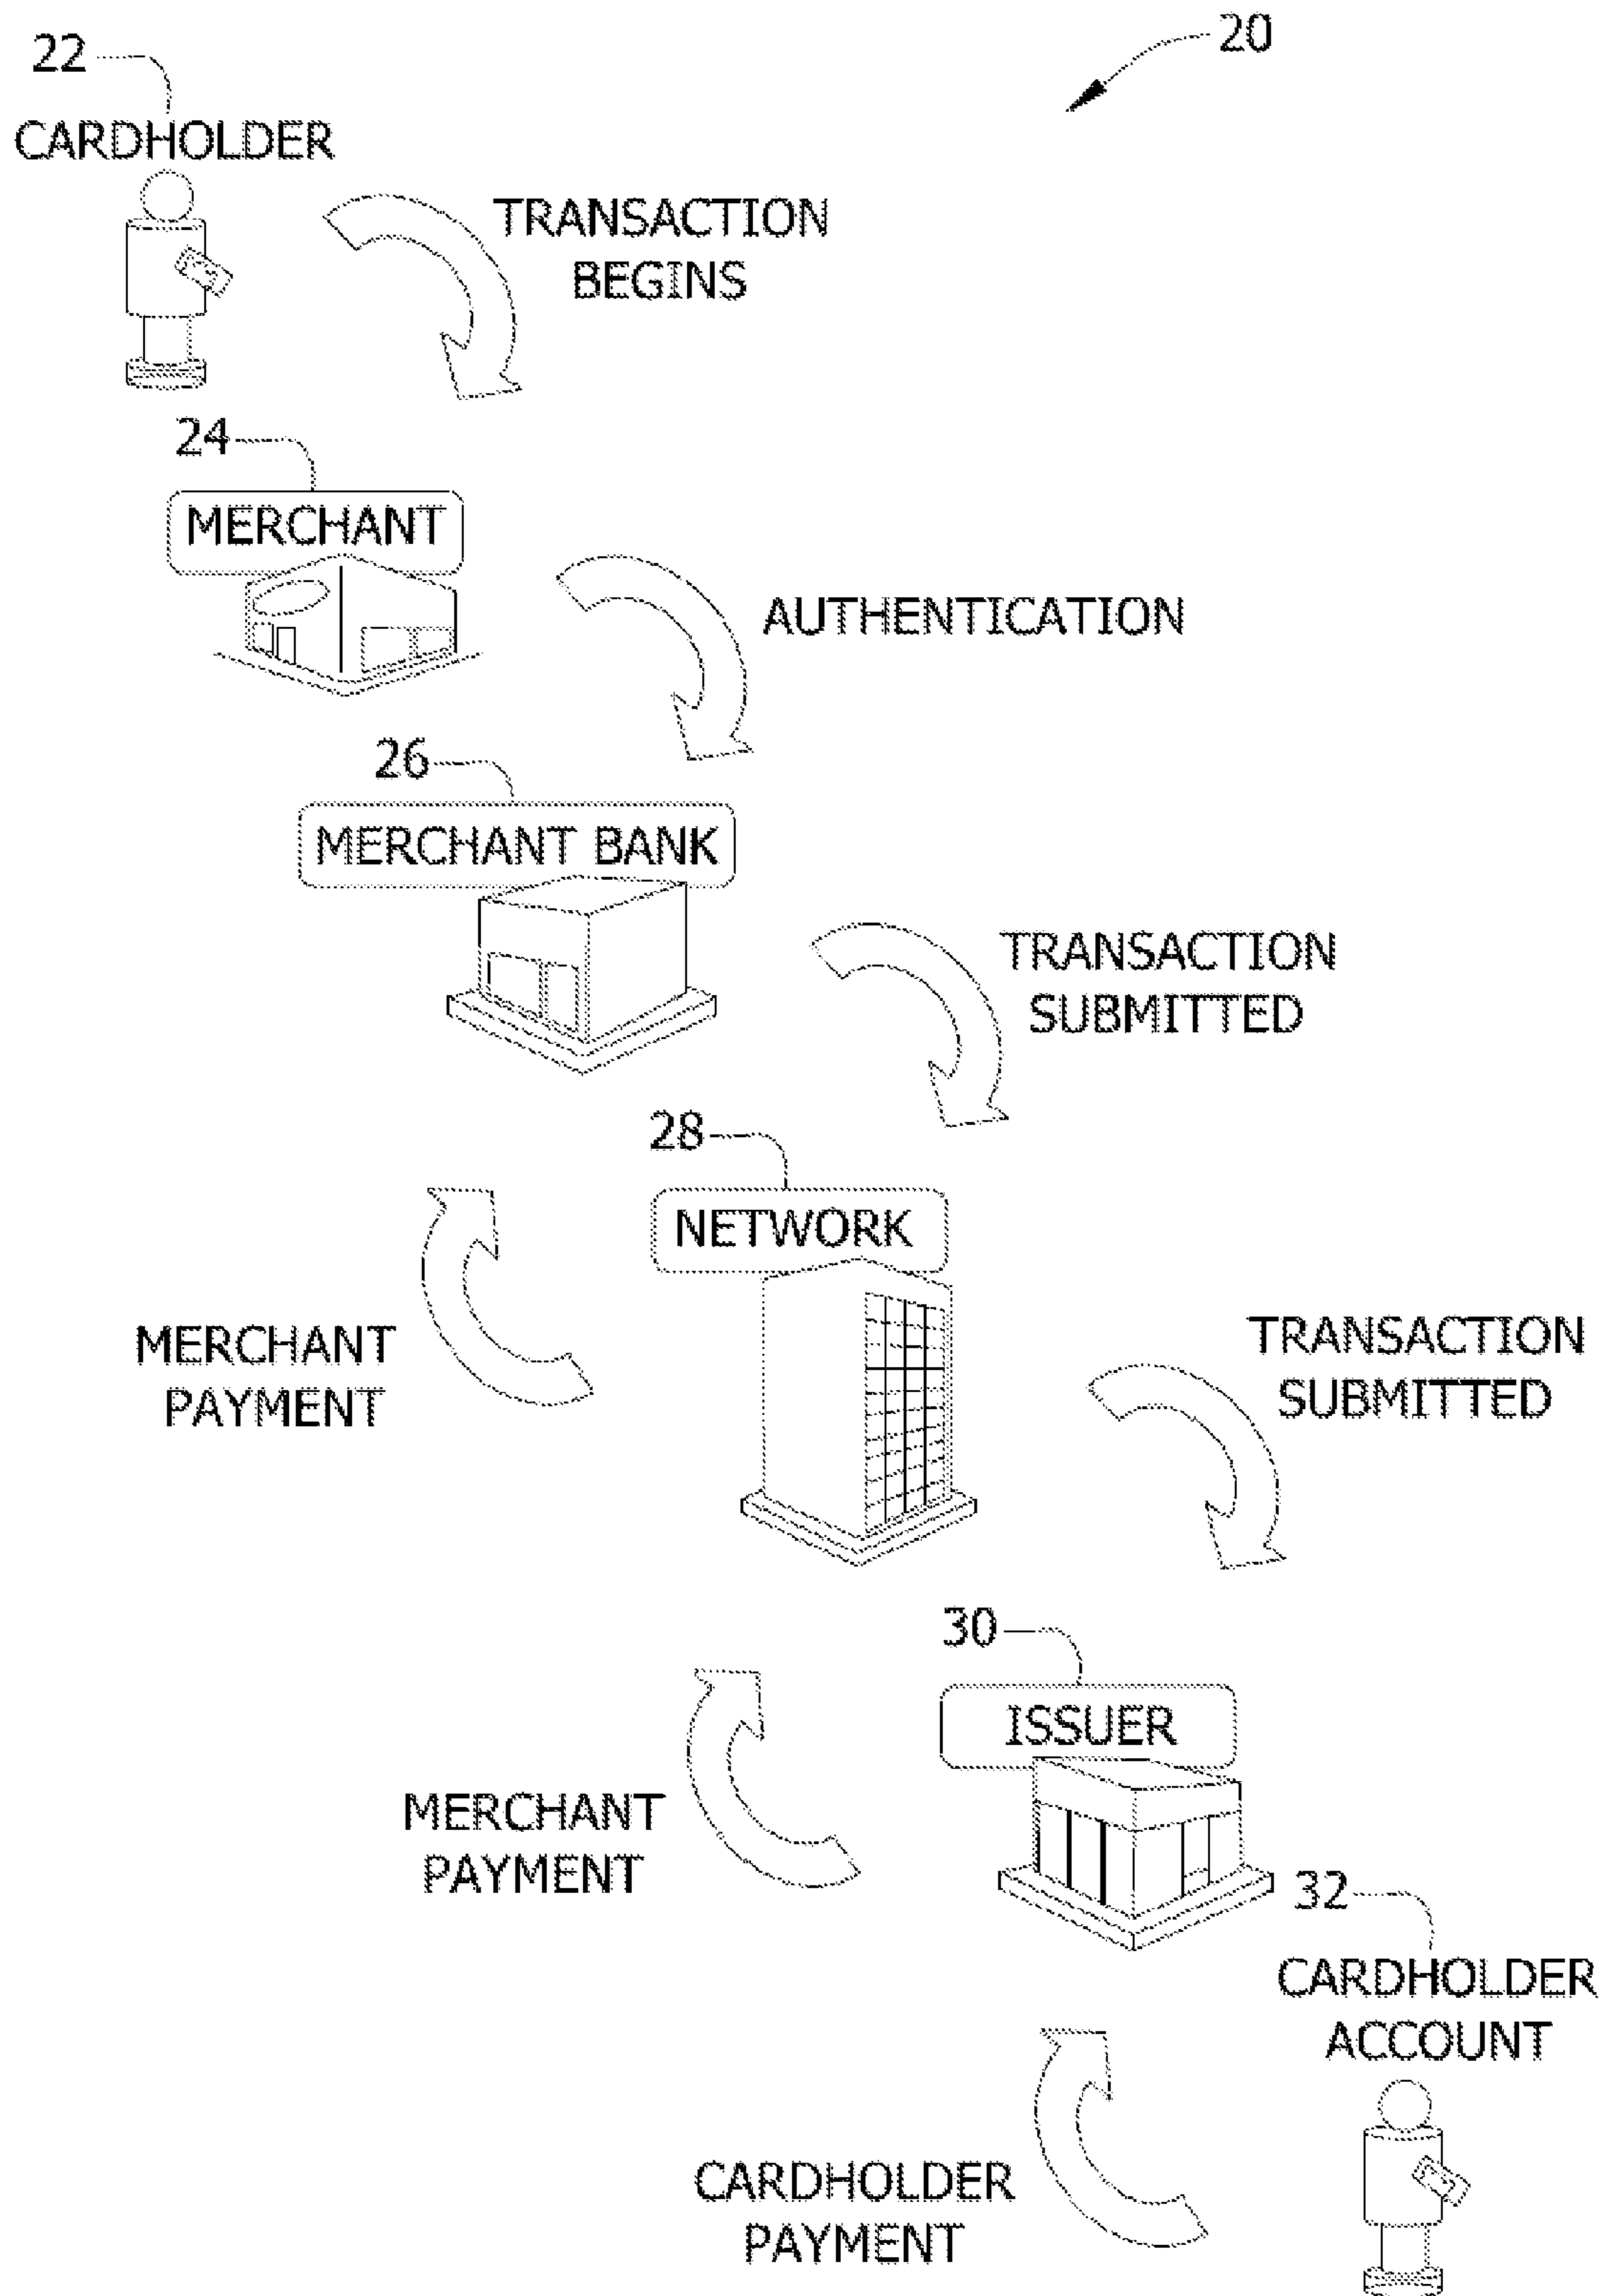 20
22
CARDHOLDER
TRANSACTION
BEGINS
24
MERCHANT
AUTHENTICATION
26
MERCHANT BANK
TRANSACTION
SUBMITTED
28
NETWORK
MERCHANT
PAYMENT
TRANSACTION
SUBMITTED
30
ISSUER
MERCHANT
PAYMENT
32
CARDHOLDER
ACCOUNT
CARDHOLDER
PAYMENT